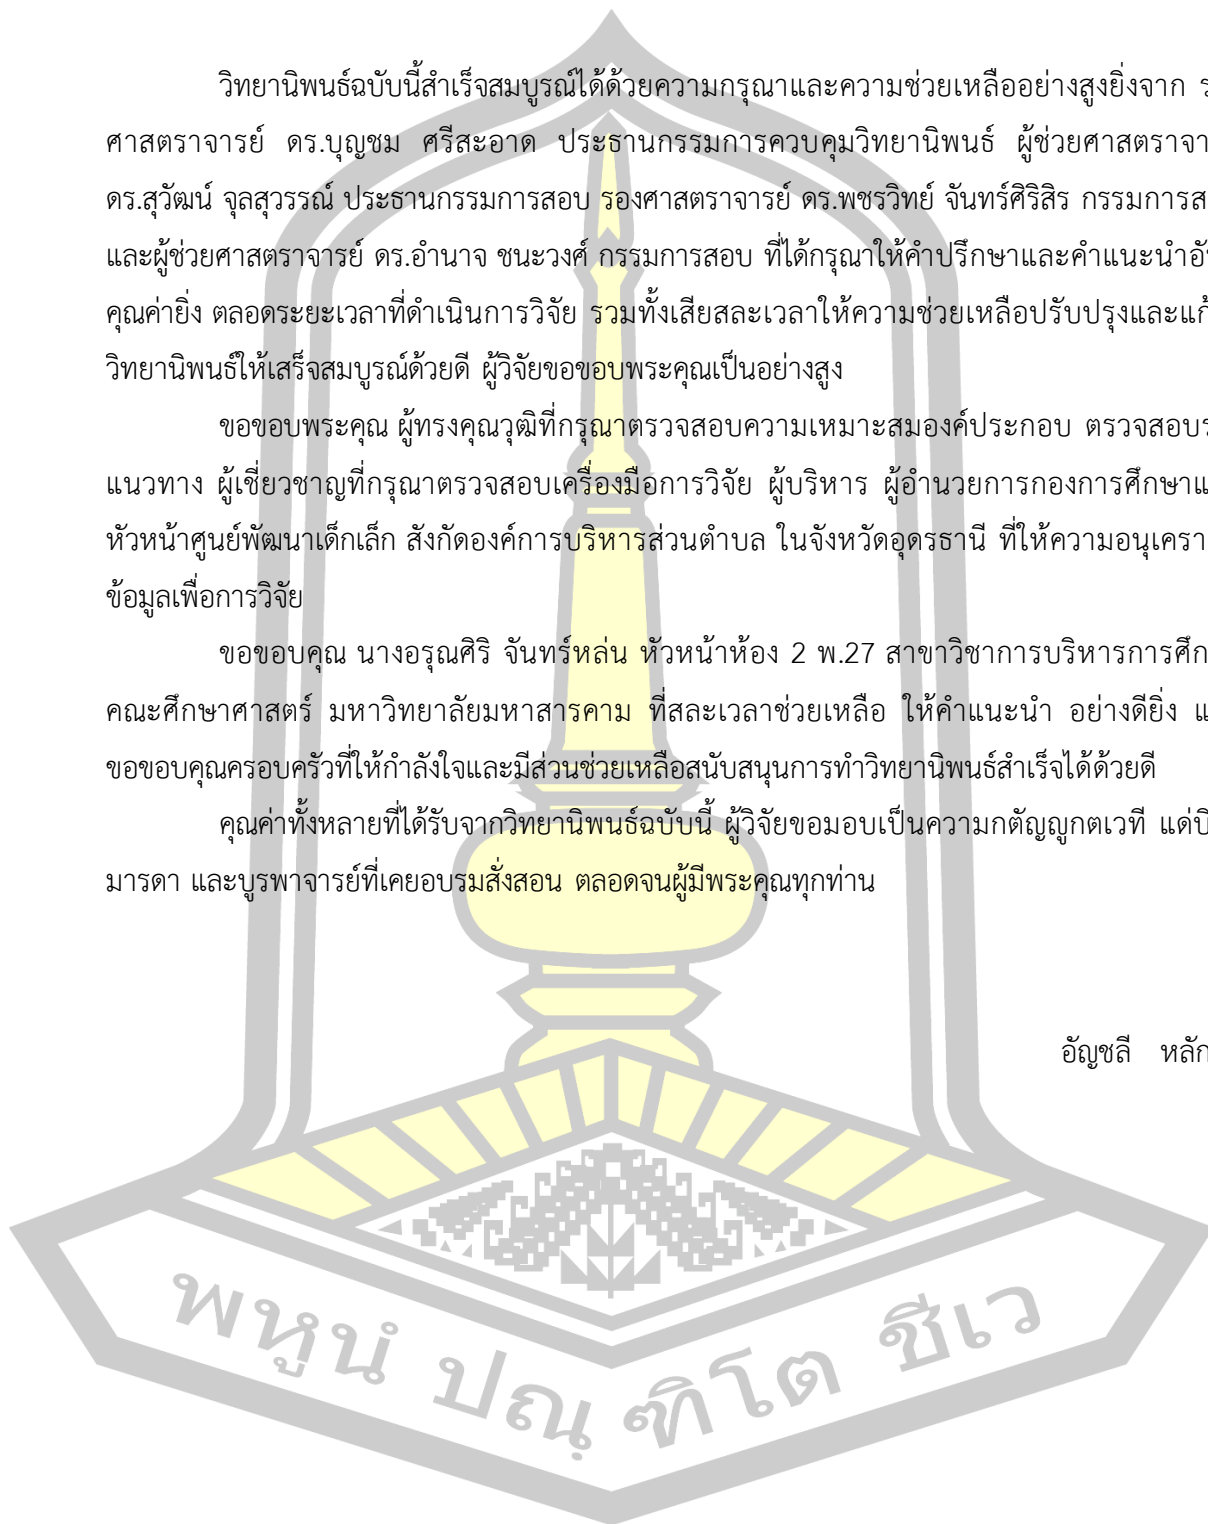 วิทยานิพนธ์ฉบับนี้สำเร็จสมบูรณ์ได้ด้วยความกรุณาและความช่วยเหลืออย่างสูงยิ่งจาก
ศาสตราจารย์ ดร.บุญชม ศรีสะอาด ประธานกรรมการควบคุมวิทยานิพนธ์
ดร.สุวัฒน์ จุลสุวรรณ์ ประธานกรรมการสอบ รองศาสตราจารย์ ดร.พชรวิทย์ จันทร์ศิริสิร
และผู้ช่วยศาสตราจารย์ ดร.อำนาจ ชนะวงศ์ กรรมการสอบ ที่ได้กรุณาให้คำปรึกษาและคำแนะนำ
คุณค่ายิ่ง ตลอดระยะเวลาที่ดำเนินการวิจัย รวมทั้งเสียสละเวลาให้ความช่วยเหลือปรับปรุงและ
วิทยานิพนธ์ให้เสร็จสมบูรณ์ด้วยดี ผู้วิจัยขอขอบพระคุณเป็นอย่างสูง
ขอขอบพระคุณ ผู้ทรงคุณวุฒิที่กรุณาตรวจสอบความเหมาะสมองค์ประกอบ ตรวจสอบ
แนวทาง ผู้เชี่ยวชาญที่กรุณาตรวจสอบเครื่องมือการวิจัย ผู้บริหาร ผู้อำนวยการกองการศึกษา
หัวหน้าศูนย์พัฒนาเด็กเล็ก สังกัดองค์การบริหารส่วนตำบล ในจังหวัดอุดรธานี ที่ให้ความ
ข้อมูลเพื่อการวิจัย
ขอขอบคุณ นางอรุณศิริ จันทร์หล่น หัวหน้าห้อง 2 พ.27 สาขาวิชาการบริหาร
คณะศึกษาศาสตร์ มหาวิทยาลัยมหาสารคาม ที่สละเวลาช่วยเหลือ ให้คำแนะนำ อย่างดียิ่ง
ขอขอบคุณครอบครัวที่ให้กำลังใจและมีส่วนช่วยเหลือสนับสนุนการทำวิทยานิพนธ์สำเร็จได้ด้วยดี
คุณค่าทั้งหลายที่ได้รับจากวิทยานิพนธ์ฉบับนี้ ผู้วิจัยขอมอบเป็นความกตัญญูกตเวที แด่
มารดา และบูรพาจารย์ที่เคยอบรมสั่งสอน ตลอดจนผู้มีพระคุณทุกท่าน
อัญชลี
พหูนํ ปณฺฑิโต ชีเว